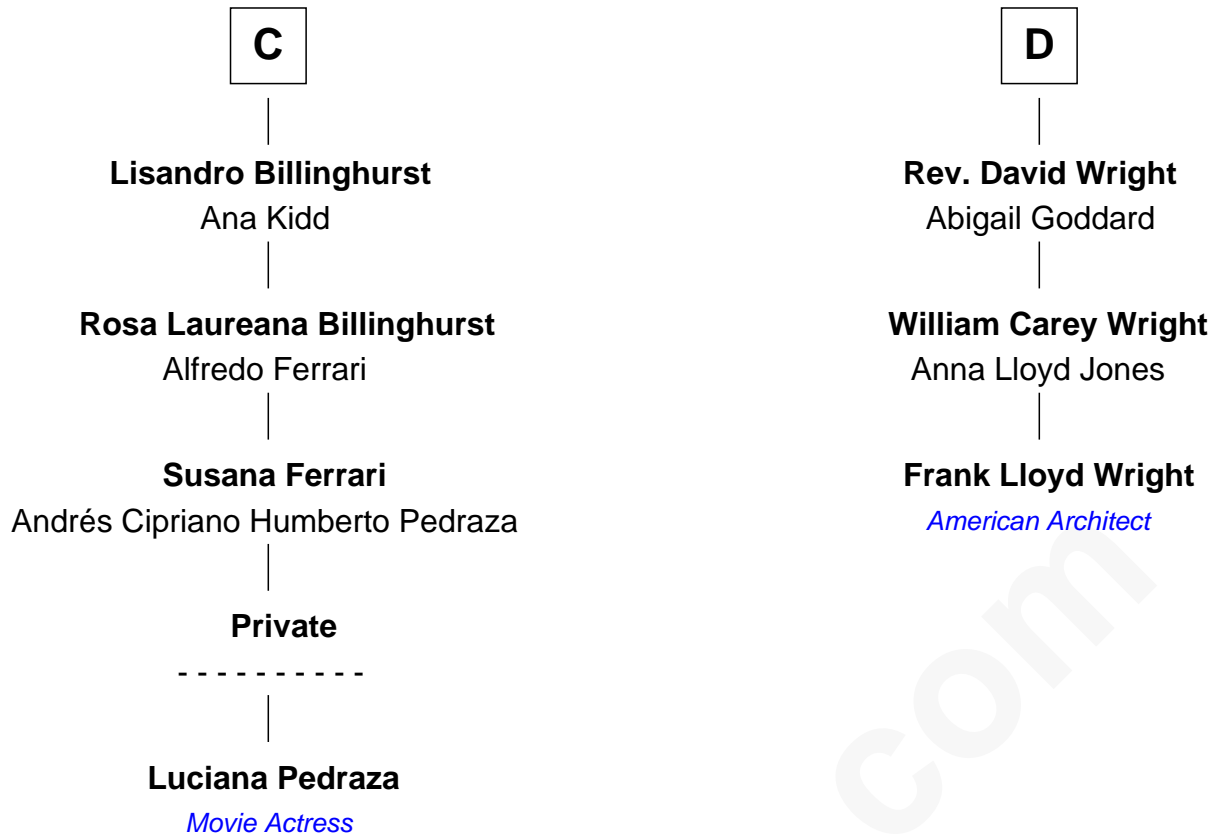 C
Lisandro Billinghurst
Ana Kidd
Rosa Laureana Billinghurst
Alfredo Ferrari
Susana Ferrari
Andrés Cipriano Humberto Pedraza
Private
- - - - - - - - - -
Luciana Pedraza
Movie Actress
D
Rev. David Wright
Abigail Goddard
William Carey Wright
Anna Lloyd Jones
Frank Lloyd Wright
American Architect
com